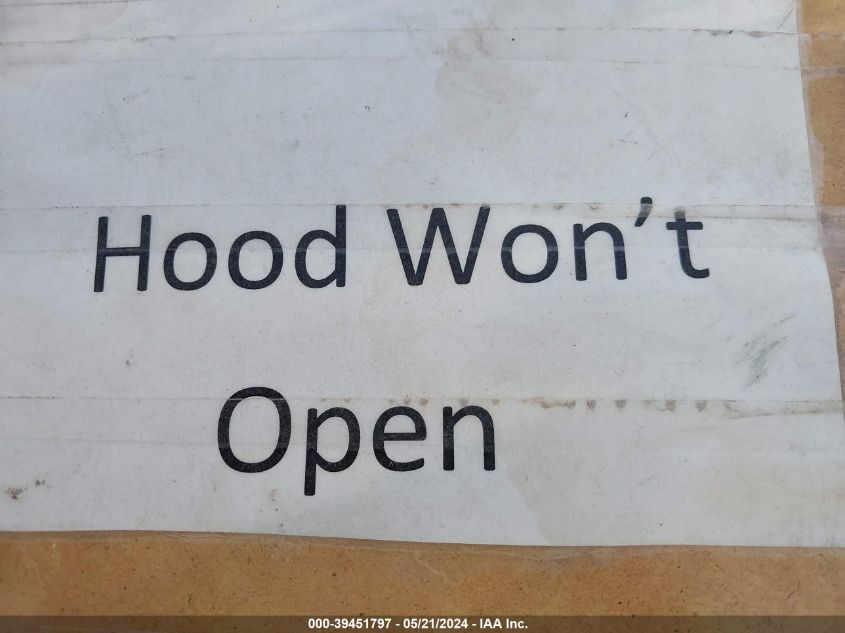 Hood Won’t
Open
000-39451797 - 05/21/2024 - IAA Inc.